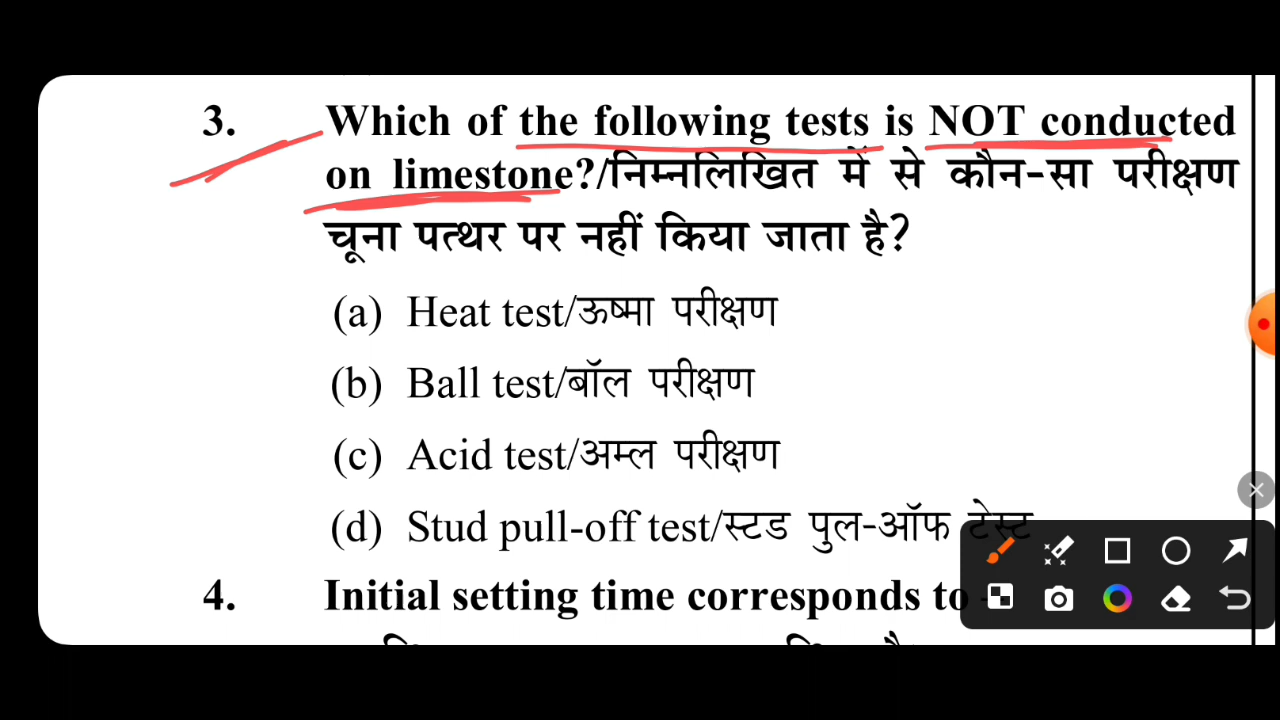 3. Which of the following tests is NOT conducted
on limestone?/निम्नलिखित में से कौन-सा परीक्षण
चूना पत्थर पर नहीं किया जाता है?
(a) Heat test/ऊष्मा परीक्षण
(b) Ball test/बॉल परीक्षण
(c) Acid test/अम्ल परीक्षण
(d) Stud pull-off test/स्टड पुल-ऑफ टेस्ट
4. Initial setting time corresponds to